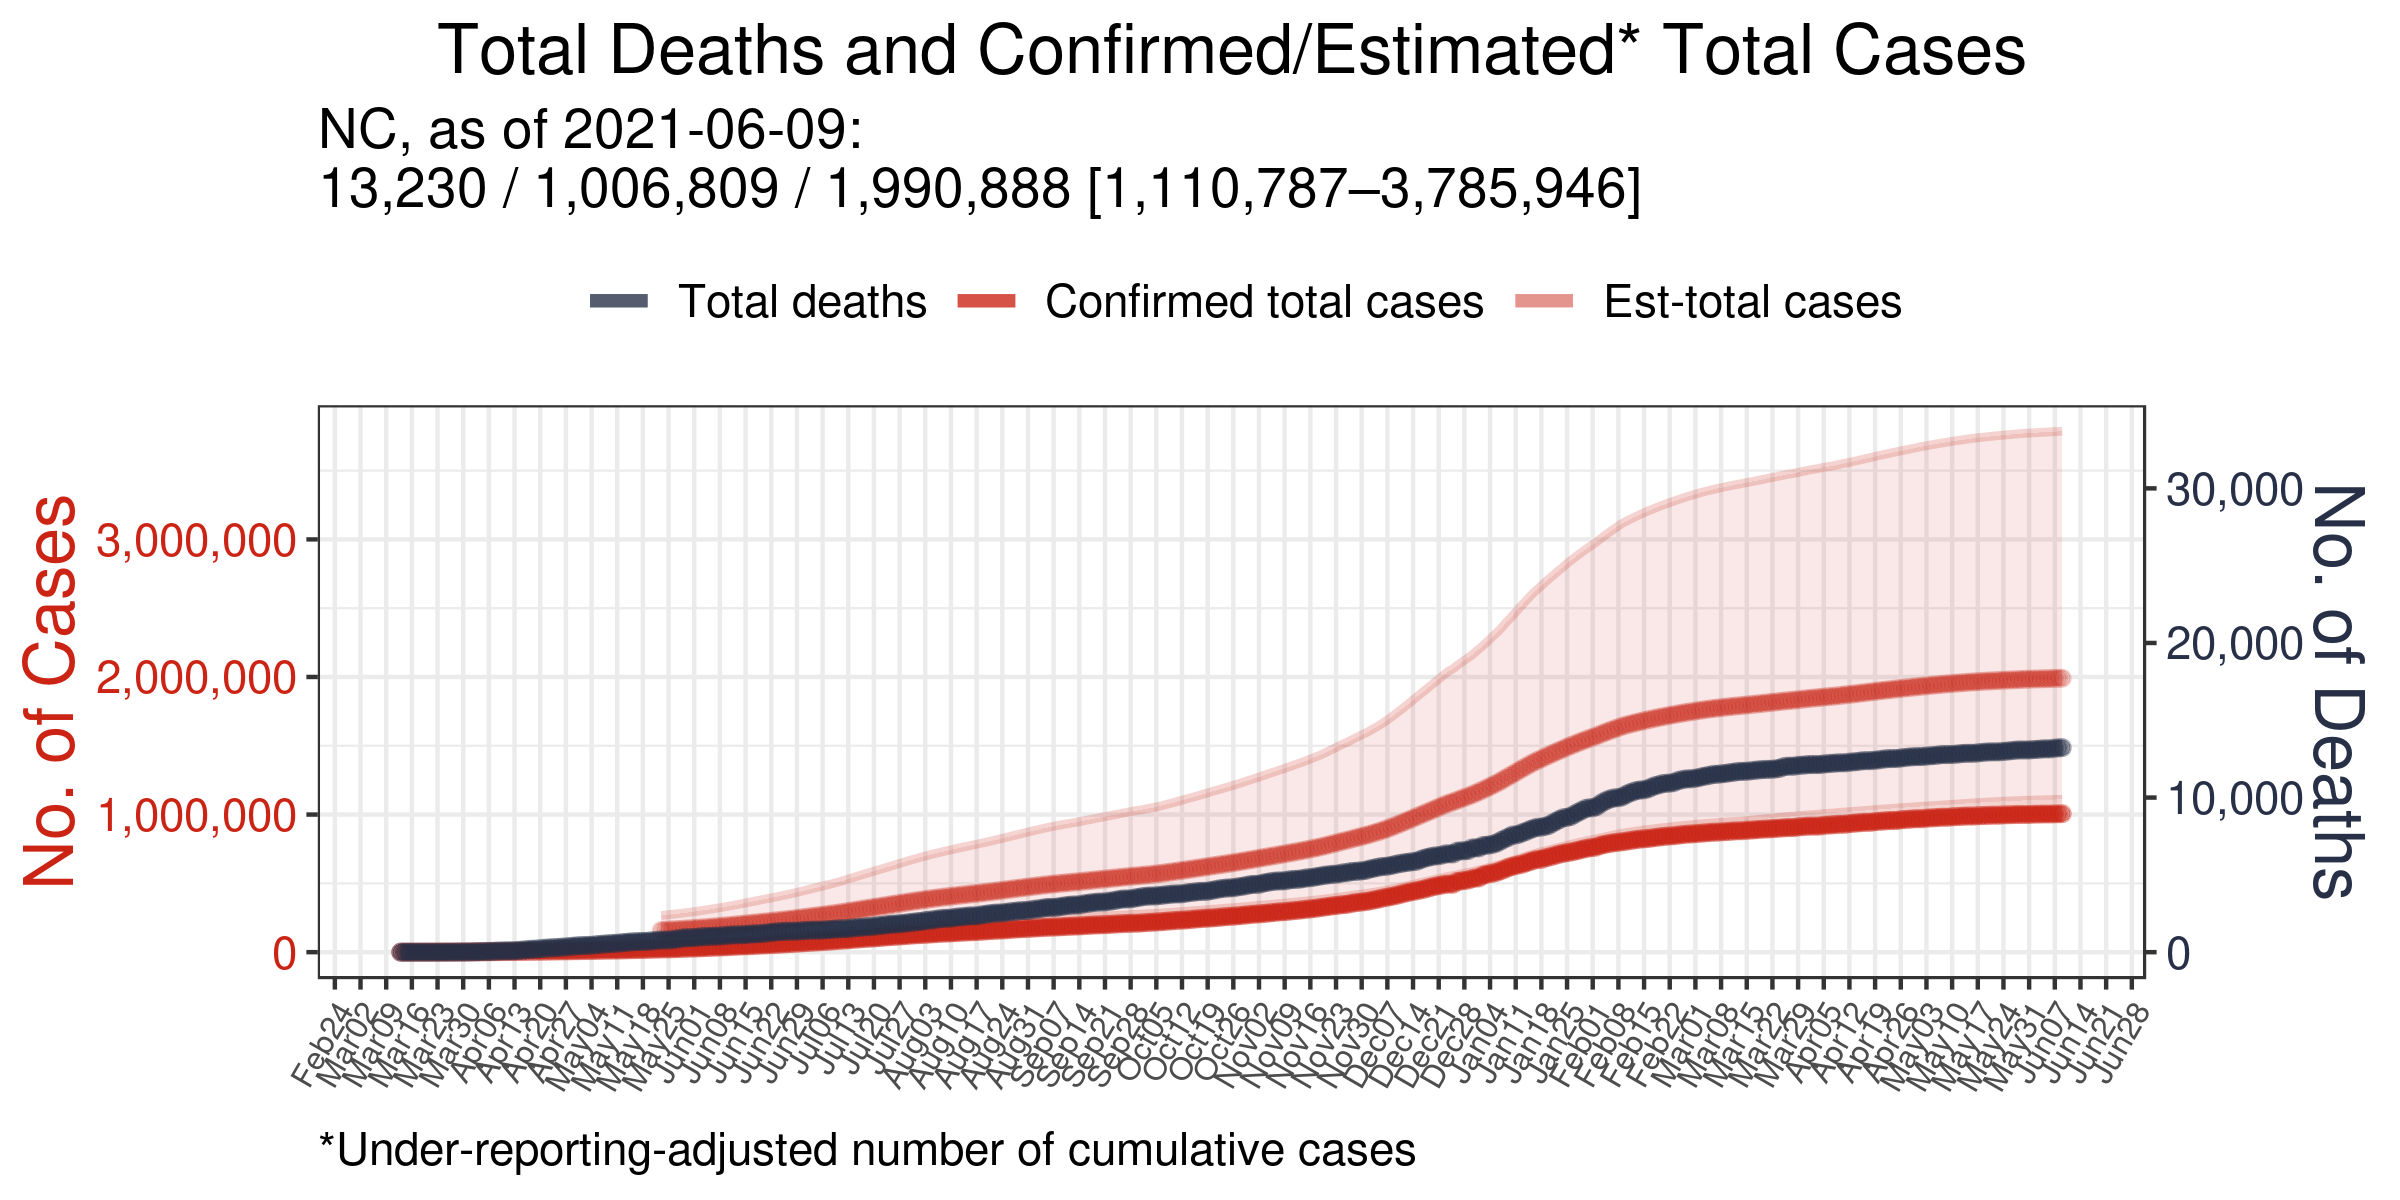 Total Deaths and Confirmed/Estimated* Total Cases
NC, as of 2021-06-09:
13,230 / 1,006,809 / 1,990,888 [1,110,787–3,785,946]
Total deaths
Confirmed total cases
Est-total cases
No. of Cases
3,000,000
2,000,000
1,000,000
0
30,000
20,000
10,000
0
No. of Deaths
Feb24
Mar02
Mar09
Mar16
Mar23
Mar30
Apr06
Apr13
Apr20
Apr27
May04
May11
May18
May25
Jun01
Jun08
Jun15
Jun22
Jun29
Jul06
Jul13
Jul20
Jul27
Aug03
Aug10
Aug17
Aug24
Aug31
Sep07
Sep14
Sep21
Sep28
Oct05
Oct12
Oct19
Oct26
Nov02
Nov09
Nov16
Nov23
Nov30
Dec07
Dec14
Dec21
Dec28
Jan04
Jan11
Jan18
Jan25
Feb01
Feb08
Feb15
Feb22
Mar01
Mar08
Mar15
Mar22
Mar29
Apr05
Apr12
Apr19
Apr26
May03
May10
May17
May24
May31
Jun07
Jun14
Jun21
Jun28
*Under-reporting-adjusted number of cumulative cases